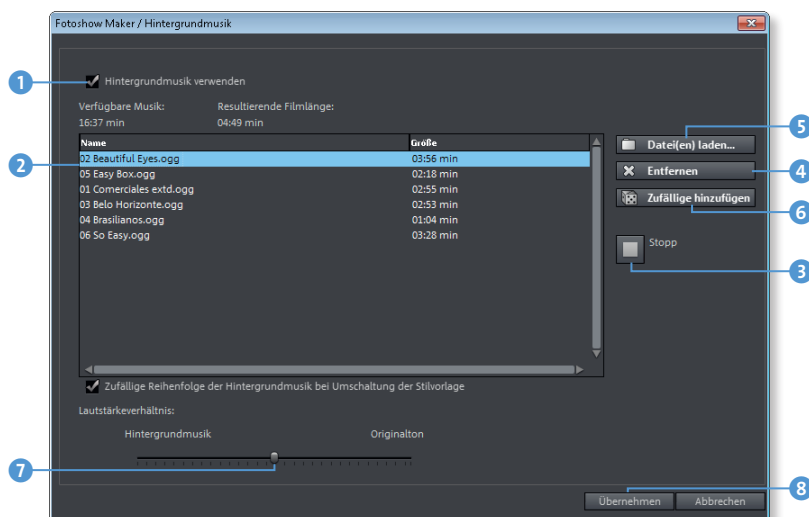 Fotoshow Maker / Hintergrundmusik
1
Hintergrundmusik verwenden
Verfügbare Musik: Resultierende Filmlänge:
16:37 min 04:49 min
Name Größe
2
02 Beautiful Eyes.ogg 03:56 min
05 Easy Box.ogg 02:18 min
01 Comerciales extd.ogg 02:55 min
03 Belo Horizonte.ogg 02:53 min
04 Brasilianos.ogg 01:04 min
06 So Easy.ogg 03:28 min
5
Datei(en) laden...
Entfernen
4
Zufällige hinzufügen
6
Stopp
3
Zufällige Reihenfolge der Hintergrundmusik bei Umschaltung der Stilvorlage
Lautstärkeverhältnis:
Hintergrundmusik Originalton
7
8
Übernehmen Abbrechen